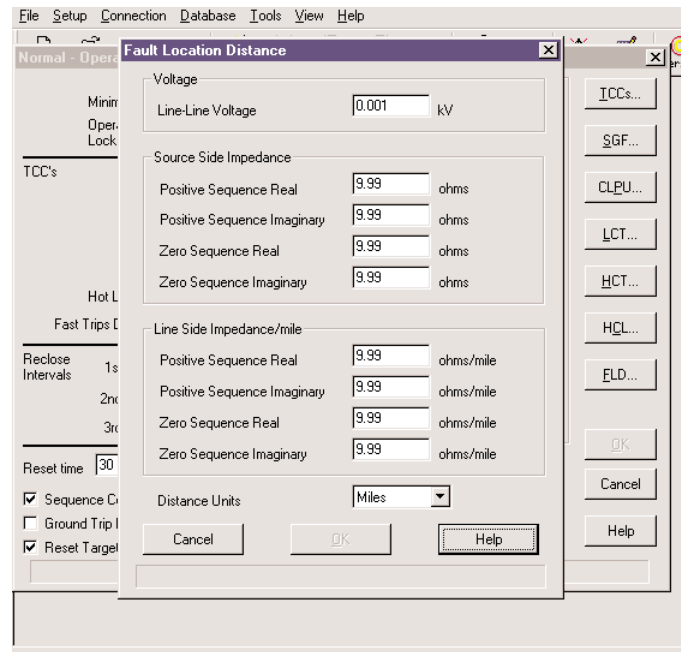 File Setup Connection Database Tools View Help
Fault Location Distance
Normal - Opera
Voltage
Line-Line Voltage 0.001 kV
Source Side Impedance
Positive Sequence Real 9.99 ohms
Positive Sequence Imaginary 9.99 ohms
Zero Sequence Real 9.99 ohms
Zero Sequence Imaginary 9.99 ohms
Line Side Impedance/mile
Positive Sequence Real 9.99 ohms/mile
Positive Sequence Imaginary 9.99 ohms/mile
Zero Sequence Real 9.99 ohms/mile
Zero Sequence Imaginary 9.99 ohms/mile
Distance Units Miles
Cancel OK Help
Minim
Oper
Lock
TCC's
Hot L
Fast Trips D
Reclose
Intervals 1s
2nd
3rd
Reset time 30
Sequence Co
Ground Trip
Reset Target
TCCs...
SGF...
CLPU...
LCT...
HCT...
HCL...
FLD...
OK
Cancel
Help